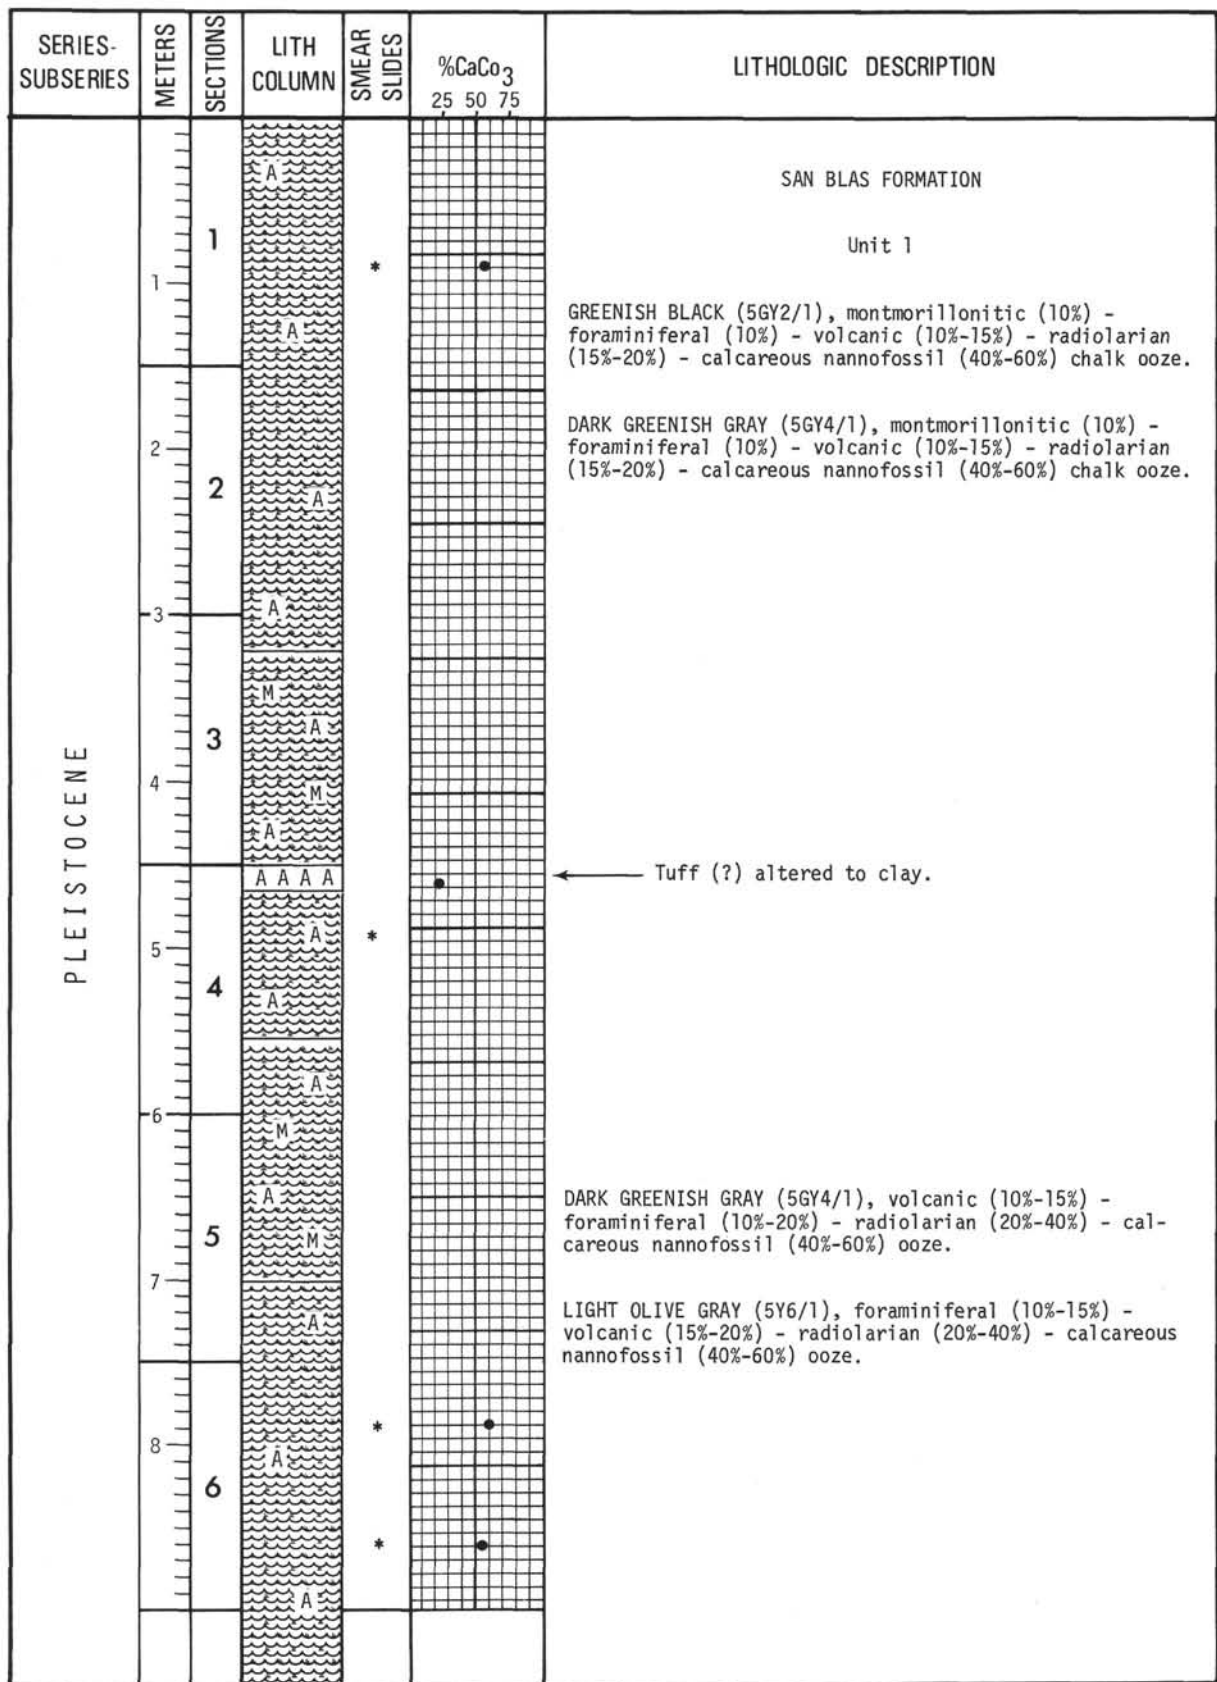 SERIES-
SUBSERIES
METERS
SECTIONS
LITH
COLUMN
SMEAR
SLIDES
%CaCo3
25 50 75
LITHOLOGIC DESCRIPTION
PLEISTOCENE
SAN BLAS FORMATION
Unit 1
A
1
*
1
GREENISH BLACK (5GY2/1), montmorillonitic (10%) -
foraminiferal (10%) - volcanic (10%-15%) - radiolarian
(15%-20%) - calcareous nannofossil (40%-60%) chalk ooze.
A
DARK GREENISH GRAY (5GY4/1), montmorillonitic (10%) -
foraminiferal (10%) - volcanic (10%-15%) - radiolarian
(15%-20%) - calcareous nannofossil (40%-60%) chalk ooze.
2
2
A
3
A
M
A
3
4
M
A
A A A A
Tuff (?) altered to clay.
A
*
5
4
A
A
6
M
A
DARK GREENISH GRAY (5GY4/1), volcanic (10%-15%) -
foraminiferal (10%-20%) - radiolarian (20%-40%) - cal-
careous nannofossil (40%-60%) ooze.
5
M
7
A
LIGHT OLIVE GRAY (5Y6/1), foraminiferal (10%-15%) -
volcanic (15%-20%) - radiolarian (20%-40%) - calcareous
nannofossil (40%-60%) ooze.
*
8
A
6
*
A